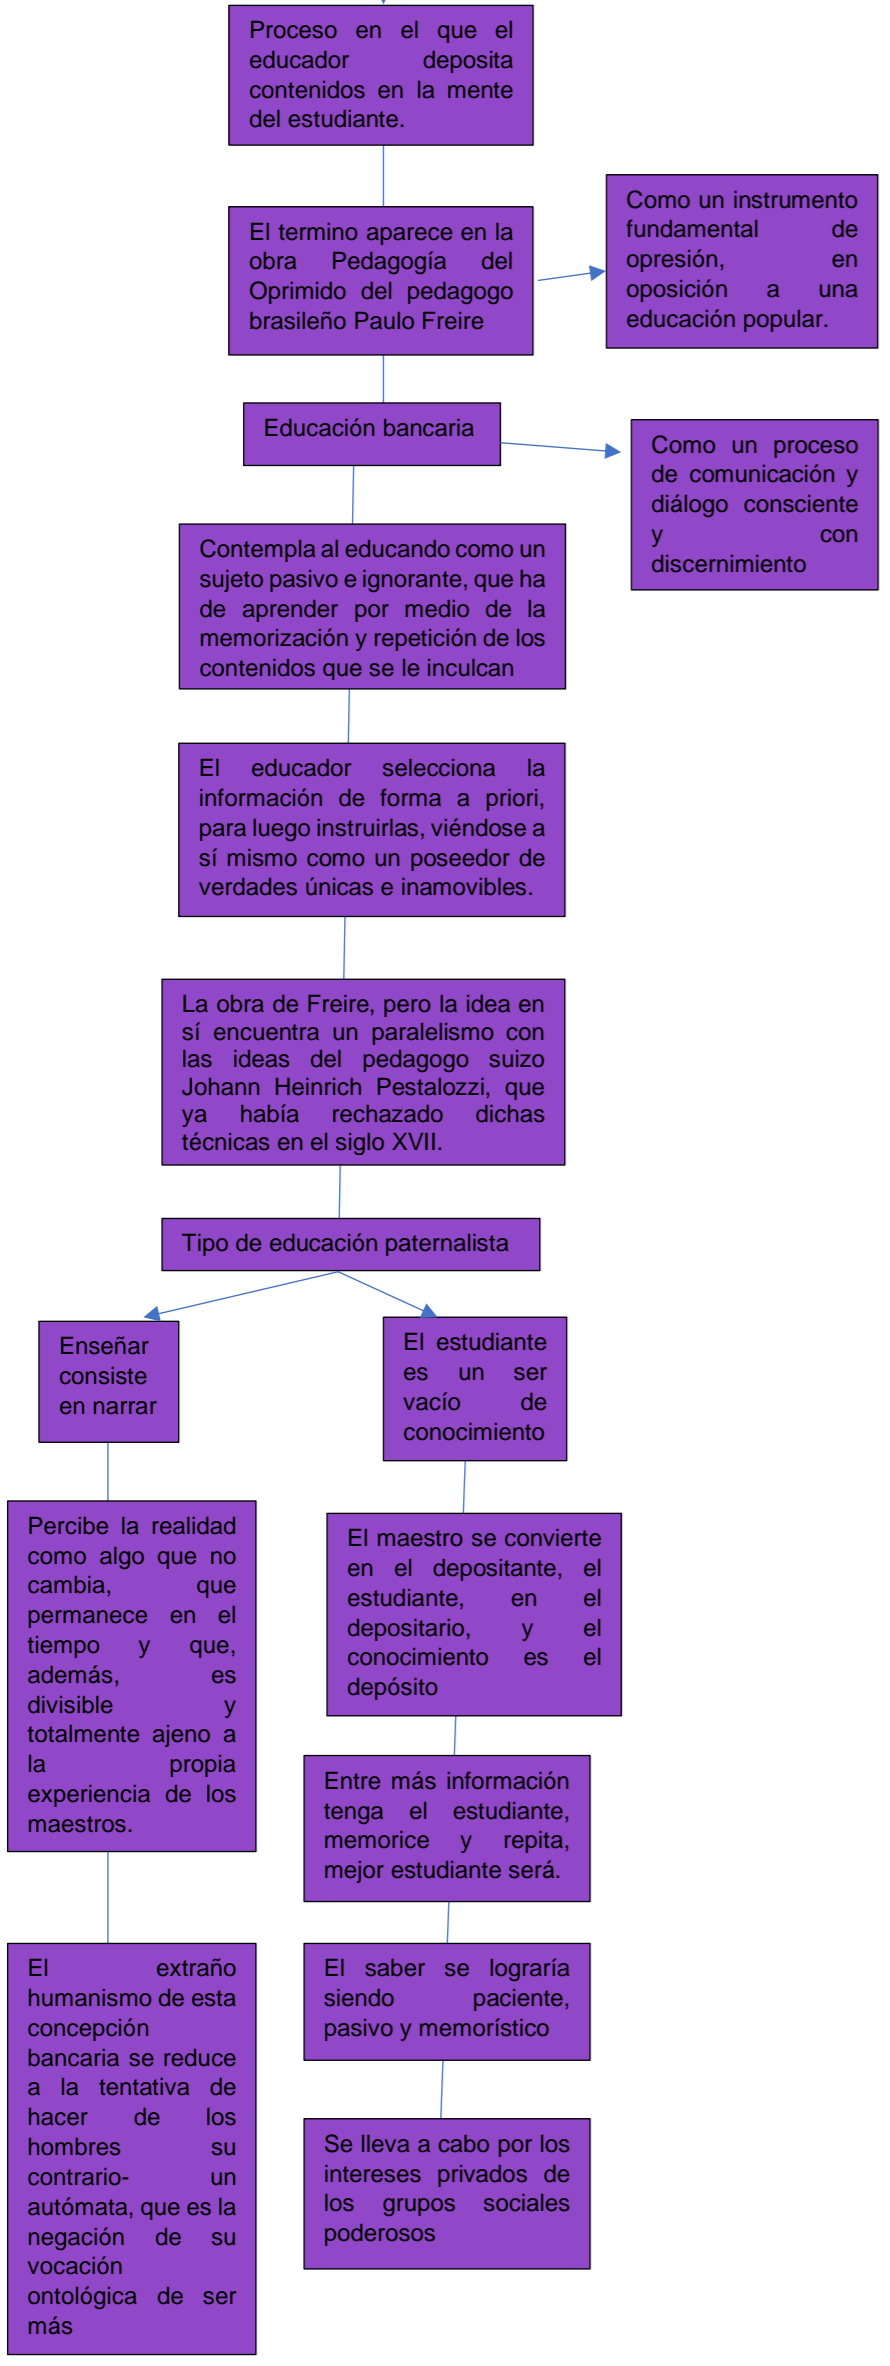 Proceso en el que el
educador deposita
contenidos en la mente
del estudiante.
El termino aparece en la
obra Pedagogía del
Oprimido del pedagogo
brasileño Paulo Freire
Como un instrumento
fundamental de
opresión, en
oposición a una
educación popular.
Educación bancaria
Como un proceso
de comunicación y
diálogo consciente
y con
discernimiento
Contempla al educando como un
sujeto pasivo e ignorante, que ha
de aprender por medio de la
memorización y repetición de los
contenidos que se le inculcan
El educador selecciona la
información de forma a priori,
para luego instruirlas, viéndose a
sí mismo como un poseedor de
verdades únicas e inamovibles.
La obra de Freire, pero la idea en
sí encuentra un paralelismo con
las ideas del pedagogo suizo
Johann Heinrich Pestalozzi, que
ya había rechazado dichas
técnicas en el siglo XVII.
Tipo de educación paternalista
Enseñar
consiste
en narrar
El estudiante
es un ser
vacío de
conocimiento
Percibe la realidad
como algo que no
cambia, que
permanece en el
tiempo y que,
además, es
divisible y
totalmente ajeno a
la propia
experiencia de los
maestros.
El maestro se convierte
en el depositante, el
estudiante, en el
depositario, y el
conocimiento es el
depósito
Entre más información
tenga el estudiante,
memorice y repita,
mejor estudiante será.
El extraño
humanismo de esta
concepción
bancaria se reduce
a la tentativa de
hacer de los
hombres su
contrario- un
autómata, que es la
negación de su
vocación
ontológica de ser
más
El saber se lograría
siendo paciente,
pasivo y memorístico
Se lleva a cabo por los
intereses privados de
los grupos sociales
poderosos